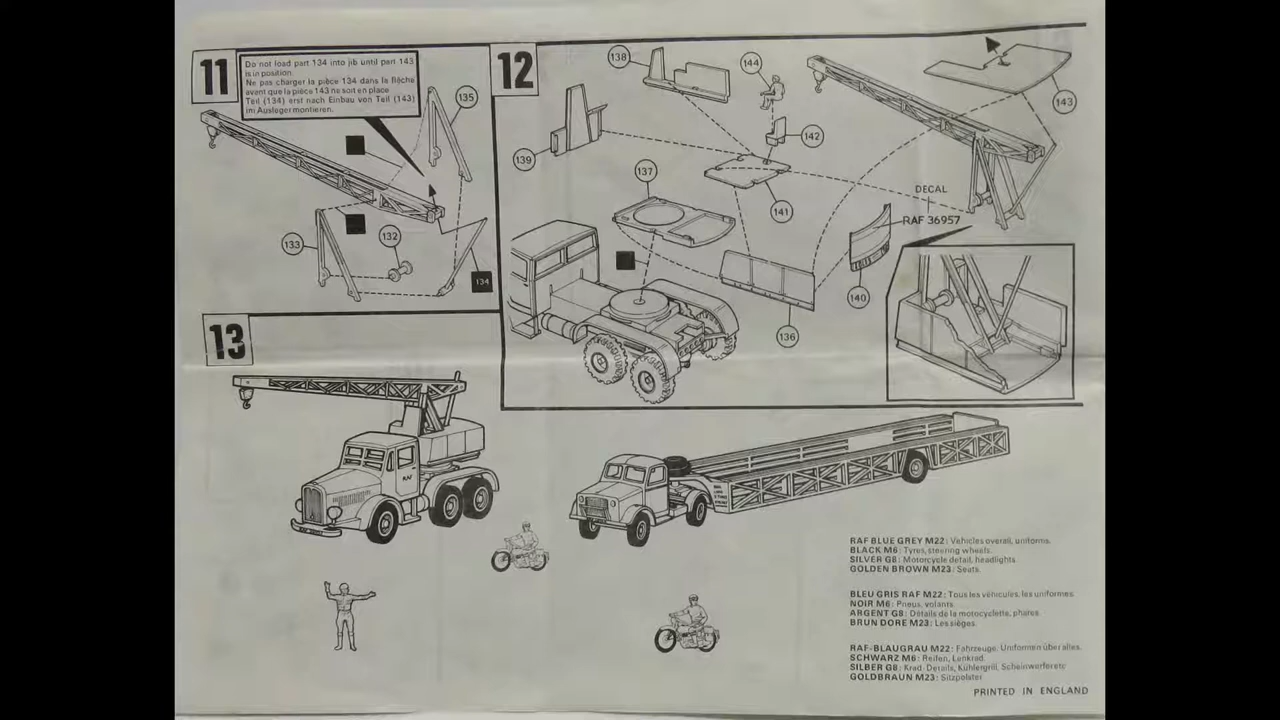 11
Do not load part 134 into jib until part 143
is in position.
Ne pas charger la pièce 134 dans la flèche
avant que la pièce 143 ne soit en place
Teil (134) erst nach Einbau von Teil (143)
im Ausleger montieren.
135
133
132
134
12
138
144
143
139
142
137
141
DECAL
RAF 36957
140
136
13
RAF
RAF BLUE GREY M22: Vehicles overall, uniforms.
BLACK M6: Tyres, steering wheels.
SILVER G8: Motorcycle detail, headlights.
GOLDEN BROWN M23: Seats.
BLEU GRIS RAF M22: Tous les véhicules, les uniformes.
NOIR M6: Pneus, volants.
ARGENT G8: Détails de la motocyclette, phares.
BRUN DORE M23: Les sièges.
RAF-BLAUGRAU M22: Fahrzeuge, Uniformen über alles.
SCHWARZ M6: Reifen, Lenkrad.
SILBER G8: Krad-Details, Kühlergrill, Scheinwerfer etc
GOLDBRAUN M23: Sitzpolster
PRINTED IN ENGLAND